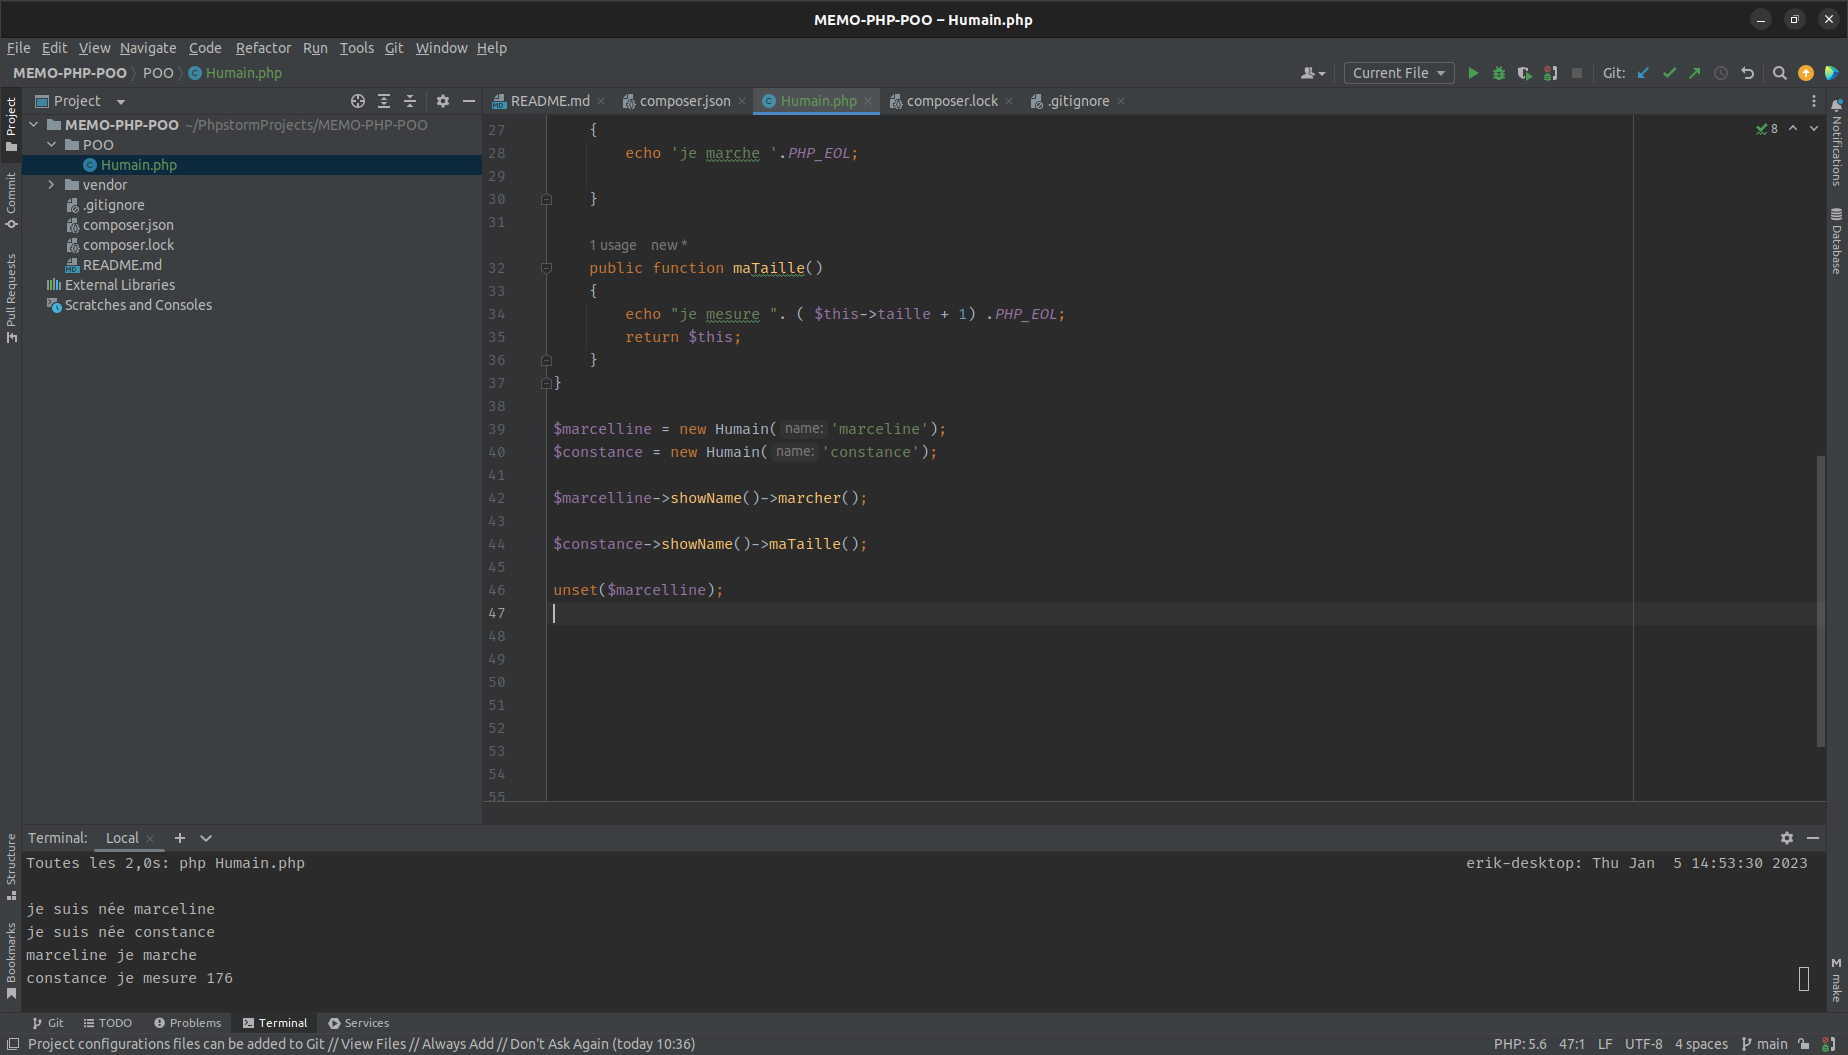 MEMO-PHP-POO – Humain.php
File Edit View Navigate Code Refactor Run Tools Git Window Help
MEMO-PHP-POO POO Humain.php
Current File
Git:
Project
README.md composer.json Humain.php composer.lock .gitignore
MEMO-PHP-POO ~/PhpstormProjects/MEMO-PHP-POO
POO
Humain.php
vendor
.gitignore
composer.json
composer.lock
README.md
External Libraries
Scratches and Consoles
Project
Commit
Pull Requests
Structure
Bookmarks
8
27 {
28 echo 'je marche '.PHP_EOL;
29
30 }
31
1 usage new *
32 public function maTaille()
33 {
34 echo "je mesure ". ( $this->taille + 1) .PHP_EOL;
35 return $this;
36 }
37 }
38
39 $marcelline = new Humain( name: 'marceline');
40 $constance = new Humain( name: 'constance');
41
42 $marcelline->showName()->marcher();
43
44 $constance->showName()->maTaille();
45
46 unset($marcelline);
47
48
49
50
51
52
53
54
55
Notifications
Database
make
Terminal: Local
Toutes les 2,0s: php Humain.php erik-desktop: Thu Jan  5 14:53:30 2023
je suis née marceline
je suis née constance
marceline je marche
constance je mesure 176
Git TODO Problems Terminal Services
Project configurations files can be added to Git // View Files // Always Add // Don't Ask Again (today 10:36)
PHP: 5.6 47:1 LF UTF-8 4 spaces main